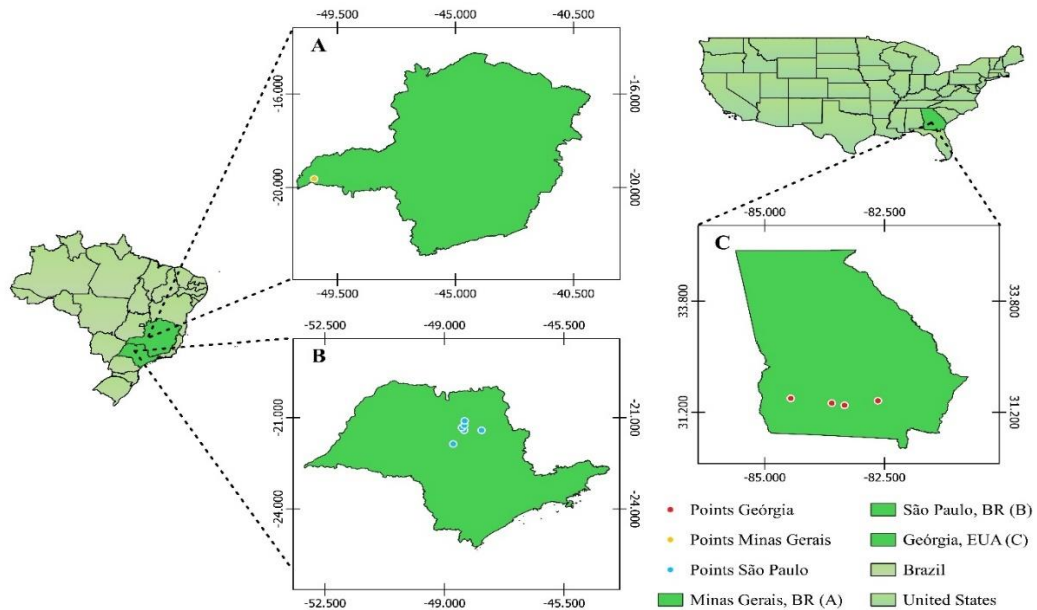 -49.500 -45.000 -40.500
A
-16.000 -16.000
-20.000 -20.000
-49.500 -45.000 -40.500
-52.500 -49.000 -45.500
B
-21.000 -21.000
-24.000 -24.000
-52.500 -49.000 -45.500
-85.000 -82.500
C
33.800 33.800
31.200 31.200
-85.000 -82.500
Points Geórgia
Points Minas Gerais
Points São Paulo
Minas Gerais, BR (A)
São Paulo, BR (B)
Geórgia, EUA (C)
Brazil
United States